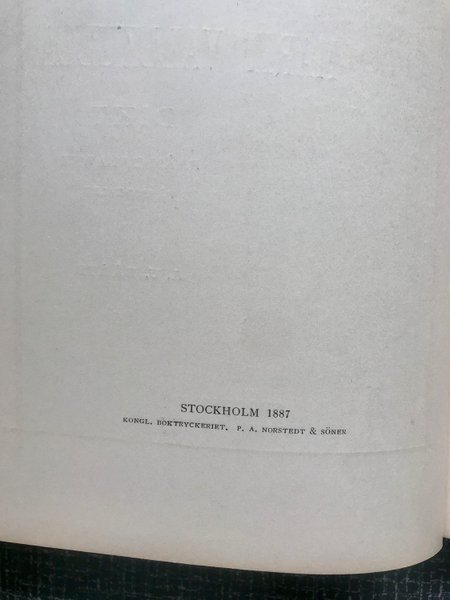 STOCKHOLM 1887
KONGL. BOKTRYCKERIET. P. A. NORSTEDT & SÖNER